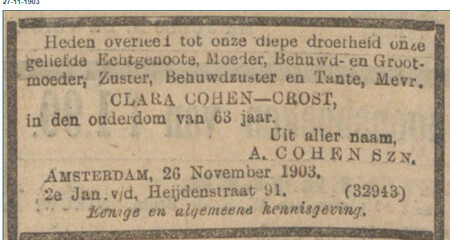 27-11-1903
Heden overleed tot onze diepe droefheid onze
geliefde Echtgenoote, Moeder, Behuwd- en Groot-
moeder, Zuster, Behuwdzuster en Tante, Mevr.
CLARA COHEN—CROST,
in den ouderdom van 63 jaar.
Uit aller naam,
A. COHEN SZN.
AMSTERDAM, 26 November 1903.
2e Jan v/d. Heijdenstraat 91. (32943)
Eenige en algemeene kennisgeving.